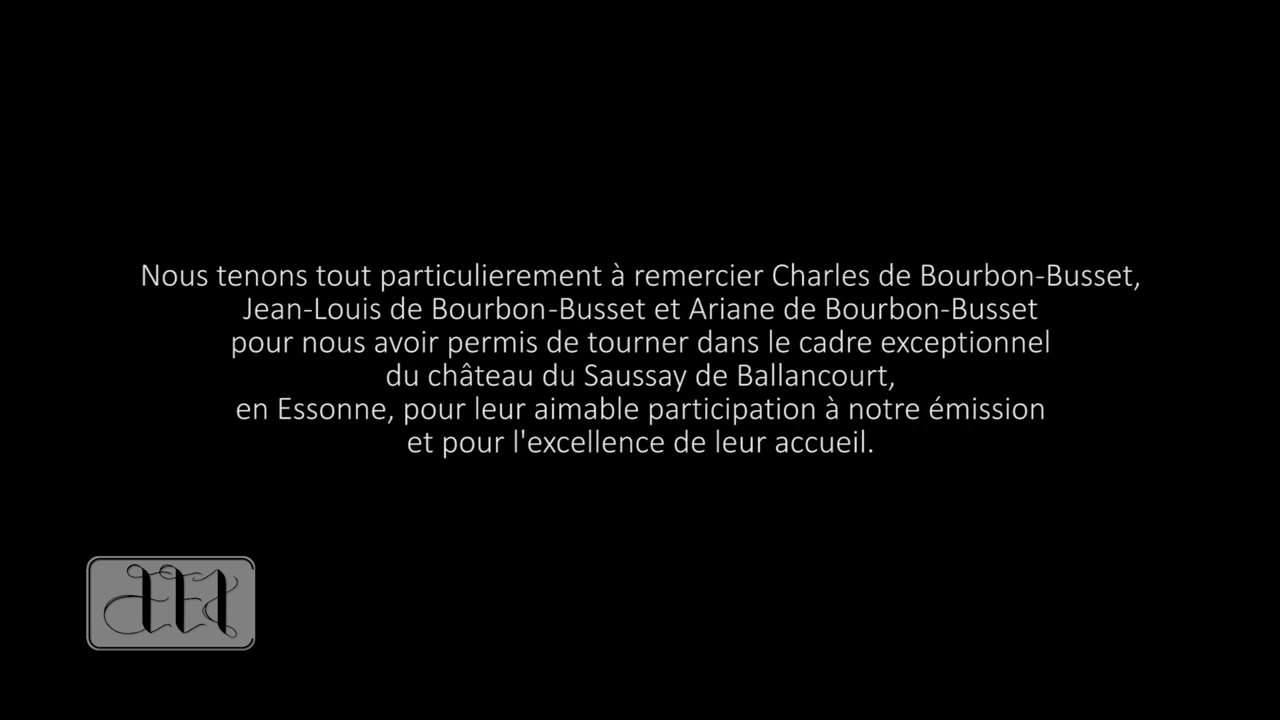 Nous tenons tout particulierement à remercier Charles de Bourbon-Busset,
Jean-Louis de Bourbon-Busset et Ariane de Bourbon-Busset
pour nous avoir permis de tourner dans le cadre exceptionnel
du château du Saussay de Ballancourt,
en Essonne, pour leur aimable participation à notre émission
et pour l'excellence de leur accueil.